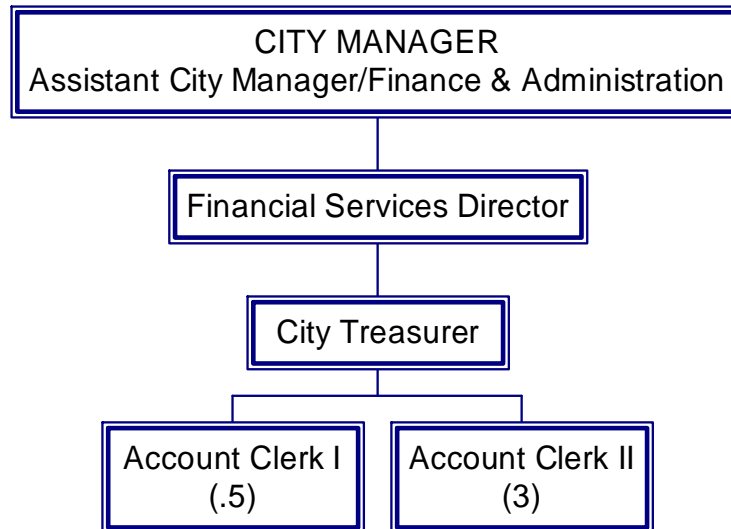 CITY MANAGER
Assistant City Manager/Finance & Administration
Financial Services Director
City Treasurer
Account Clerk I
(.5)
Account Clerk II
(3)